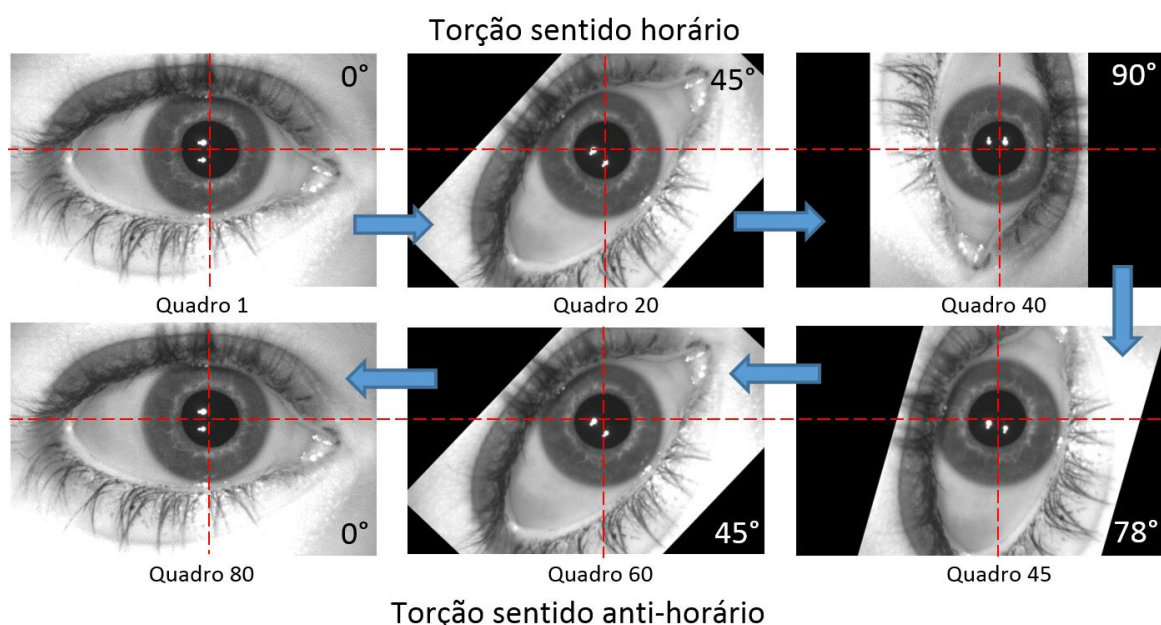 Torção sentido horário
0°
45°
90°
Quadro 1
Quadro 20
Quadro 40
0°
45°
78°
Quadro 80
Quadro 60
Quadro 45
Torção sentido anti-horário